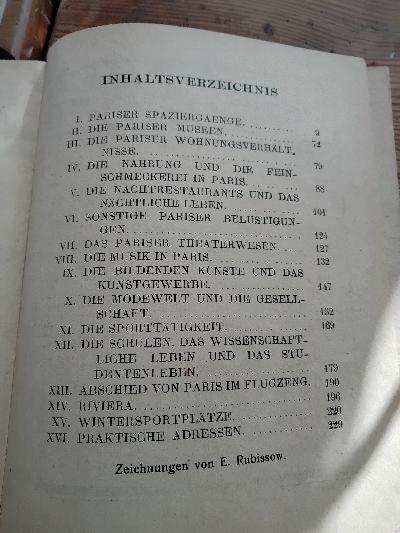 INHALTSVERZEICHNIS
I. PARISER SPAZIERGAENGE. .......... 9
II. DIE PARISER MUSEEN. .......... 72
III. DIE PARISER WOHNUNGSVERHÄLT,
NISSE. .......... 79
IV. DIE NAHRUNG UND DIE FEIN-
SCHMECKEREI IN PARIS. .......... 88
V. DIE NACHTRESTAURANTS UND DAS
NÄCHTLICHE LEBEN. .......... 101
VI. SONSTIGE PARISER BELUSTIGUN-
GEN. .......... 124
VII. DAS PARISER THEATERWESEN. .......... 127
VIII. DIE MUSIK IN PARIS. .......... 132
IX. DIE BILDENDEN KÜNSTE UND DAS
KUNSTGEWERBE. .......... 147
X. DIE MODEWELT UND DIE GESELL-
SCHAFT. .......... 152
XI. DIE SPORTTÄTIGKEIT. .......... 169
XII. DIE SCHULEN, DAS WISSENSCHAFT-
LICHE LEBEN UND DAS STU-
DENTENLEBEN. .......... 179
XIII. ABSCHIED VON PARIS IM FLUGZENG. 190
XIV. RIVIERA. .......... 196
XV. WINTERSPORTPLÄTZE. .......... 220
XVI. PRAKTISCHE ADRESSEN. .......... 229
Zeichnungen von E. Rubissow.